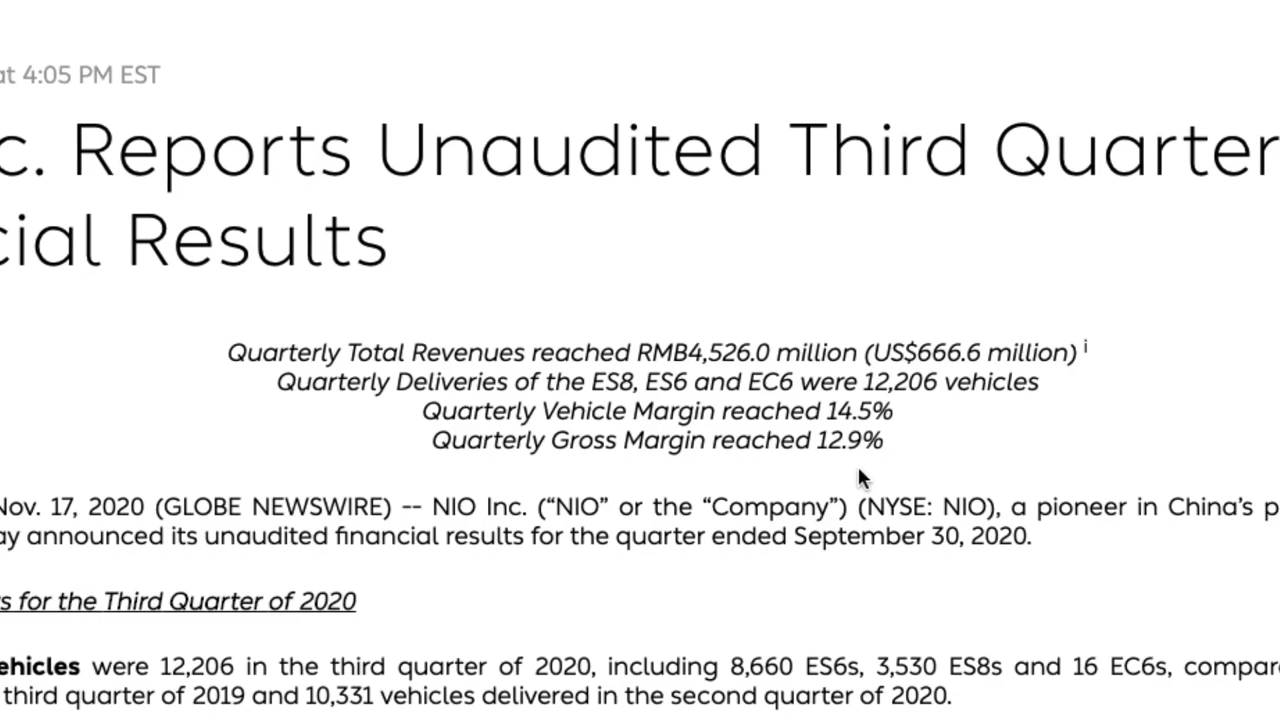 at 4:05 PM EST
c. Reports Unaudited Third Quarter
cial Results
Quarterly Total Revenues reached RMB4,526.0 million (US$666.6 million) i
Quarterly Deliveries of the ES8, ES6 and EC6 were 12,206 vehicles
Quarterly Vehicle Margin reached 14.5%
Quarterly Gross Margin reached 12.9%
Nov. 17, 2020 (GLOBE NEWSWIRE) -- NIO Inc. (“NIO” or the “Company”) (NYSE: NIO), a pioneer in China’s p
ay announced its unaudited financial results for the quarter ended September 30, 2020.
s for the Third Quarter of 2020
ehicles were 12,206 in the third quarter of 2020, including 8,660 ES6s, 3,530 ES8s and 16 EC6s, compar
third quarter of 2019 and 10,331 vehicles delivered in the second quarter of 2020.